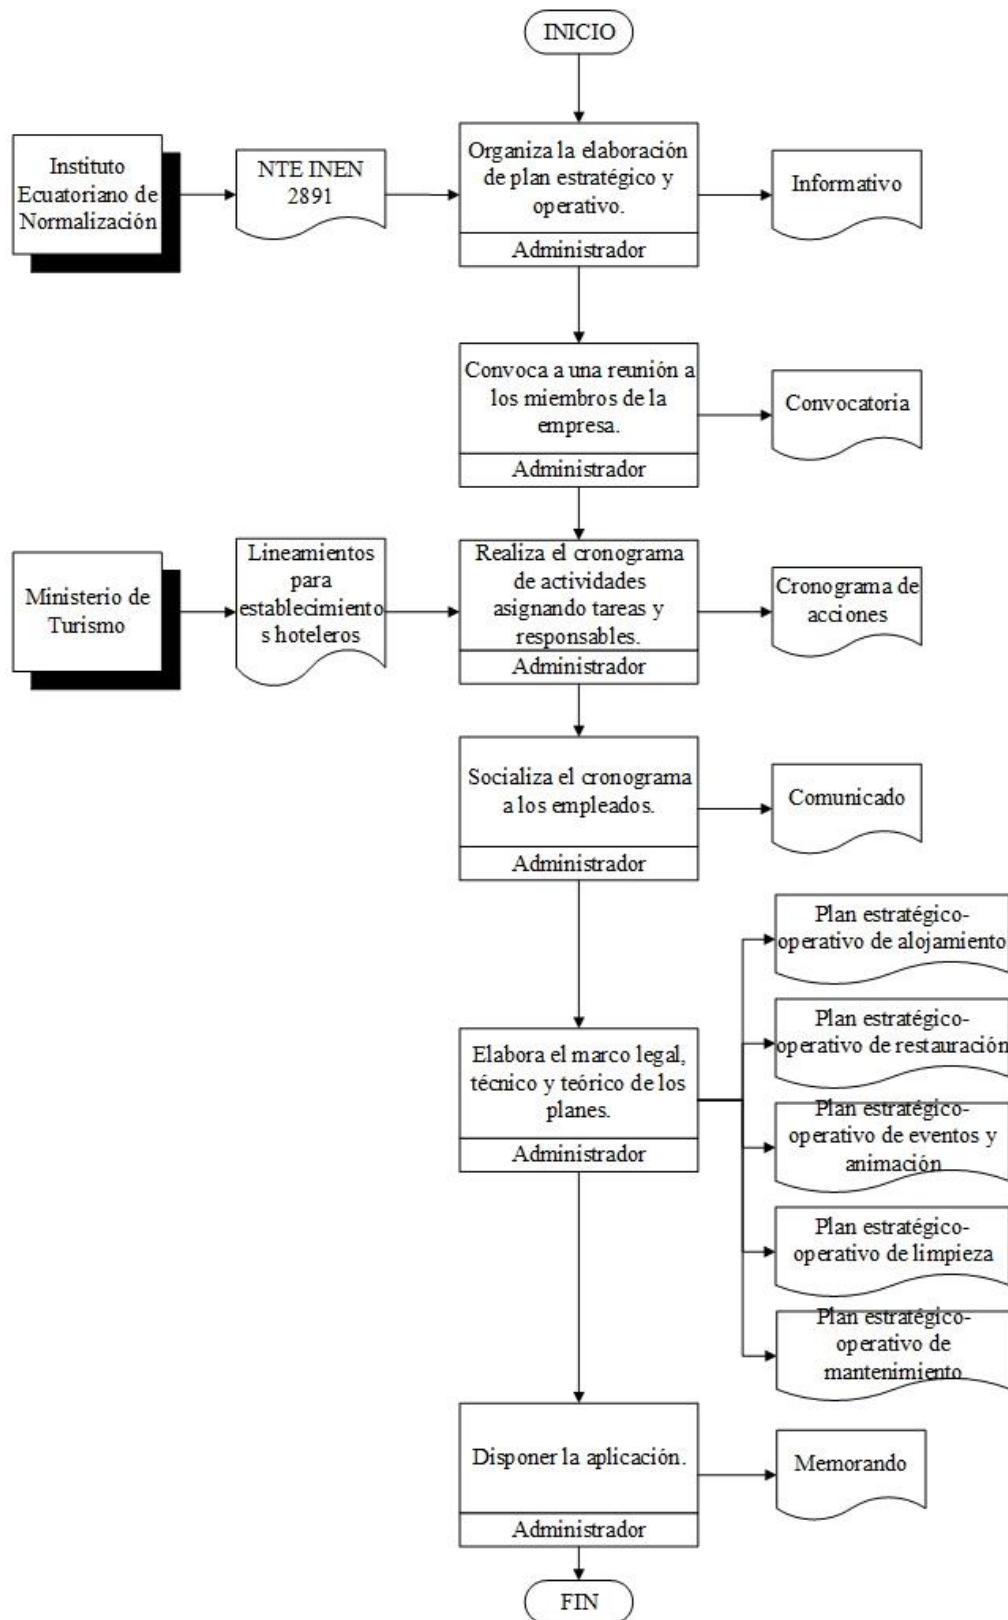 INICIO
Instituto
Ecuatoriano de
Normalización
NTE INEN
2891
Organiza la elaboración
de plan estratégico y
operativo.
Administrador
Informativo
Convoca a una reunión a
los miembros de la
empresa.
Administrador
Convocatoria
Ministerio de
Turismo
Lineamientos
para
establecimiento
s hoteleros
Realiza el cronograma
de actividades
asignando tareas y
responsables.
Administrador
Cronograma de
acciones
Socializa el cronograma
a los empleados.
Administrador
Comunicado
Elabora el marco legal,
técnico y teórico de los
planes.
Administrador
Plan estratégico-
operativo de alojamiento
Plan estratégico-
operativo de restauración
Plan estratégico-
operativo de eventos y
animación
Plan estratégico-
operativo de limpieza
Plan estratégico-
operativo de
mantenimiento
Disponer la aplicación.
Administrador
Memorando
FIN